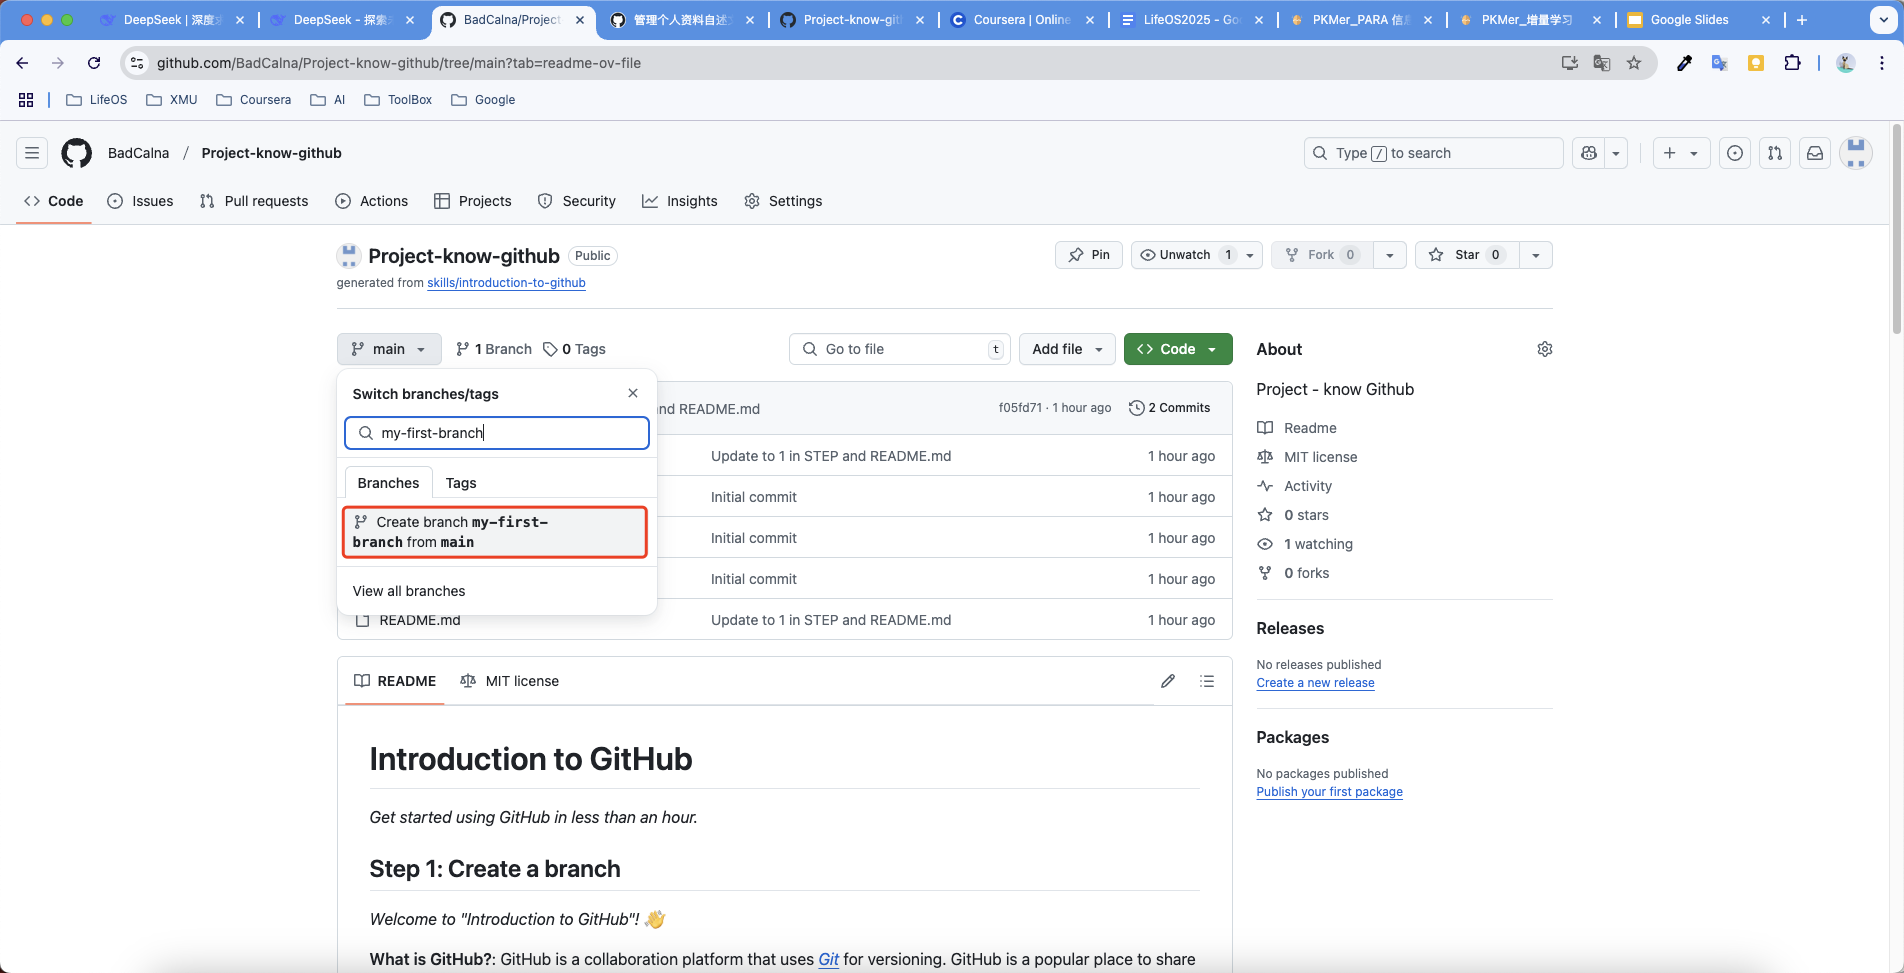 DeepSeek | 深度
DeepSeek - 探索
BadCalna/Project
管理个人资料自述
Project-know-gith
Coursera | Online
LifeOS2025 - Go
PKMer_PARA 信
PKMer_增量学习
Google Slides
github.com/BadCalna/Project-know-github/tree/main?tab=readme-ov-file
LifeOS XMU Coursera AI ToolBox Google
BadCalna / Project-know-github
Type / to search
Code Issues Pull requests Actions Projects Security Insights Settings
Project-know-github Public
Pin Unwatch 1 Fork 0 Star 0
generated from skills/introduction-to-github
main 1 Branch 0 Tags
Go to file t Add file Code
Switch branches/tags
my-first-branch
Branches Tags
Create branch my-first-
branch from main
View all branches
nd README.md f05fd71 · 1 hour ago 2 Commits
Update to 1 in STEP and README.md 1 hour ago
Initial commit 1 hour ago
Initial commit 1 hour ago
Initial commit 1 hour ago
README.md Update to 1 in STEP and README.md 1 hour ago
README MIT license
Introduction to GitHub
Get started using GitHub in less than an hour.
Step 1: Create a branch
Welcome to "Introduction to GitHub"! 👋
What is GitHub?: GitHub is a collaboration platform that uses Git for versioning. GitHub is a popular place to share
About
Project - know Github
Readme
MIT license
Activity
0 stars
1 watching
0 forks
Releases
No releases published
Create a new release
Packages
No packages published
Publish your first package